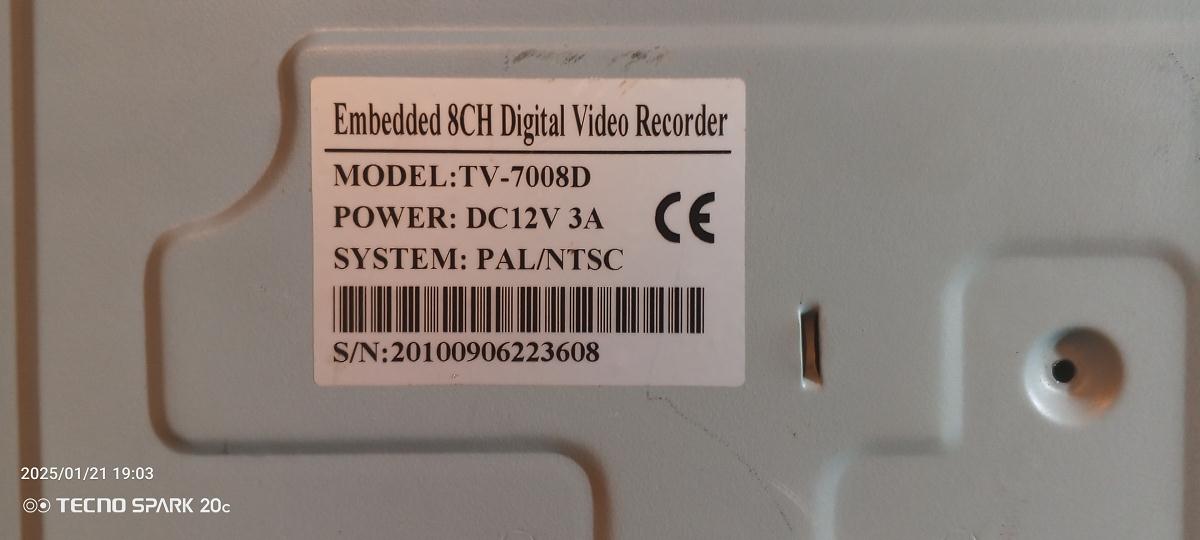 Embedded 8CH Digital Video Recorder
MODEL:TV-7008D
POWER: DC12V 3A
CE
SYSTEM: PAL/NTSC
S/N:20100906223608
2025/01/21 19:03
TECNO SPARK 20c